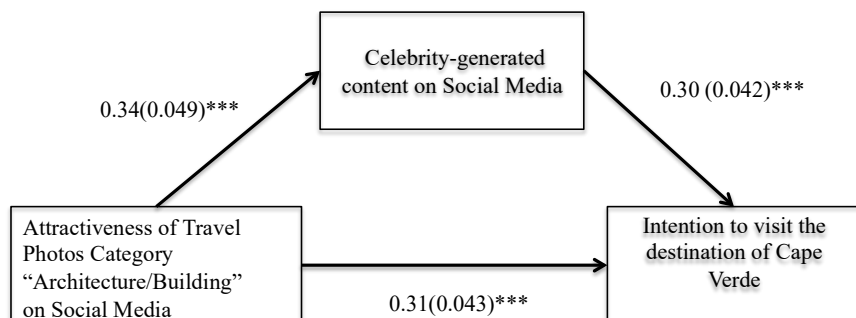 Celebrity-generated
content on Social Media
0.34(0.049)***
0.30 (0.042)***
Attractiveness of Travel
Photos Category
“Architecture/Building”
on Social Media
Intention to visit the
destination of Cape
Verde
0.31(0.043)***